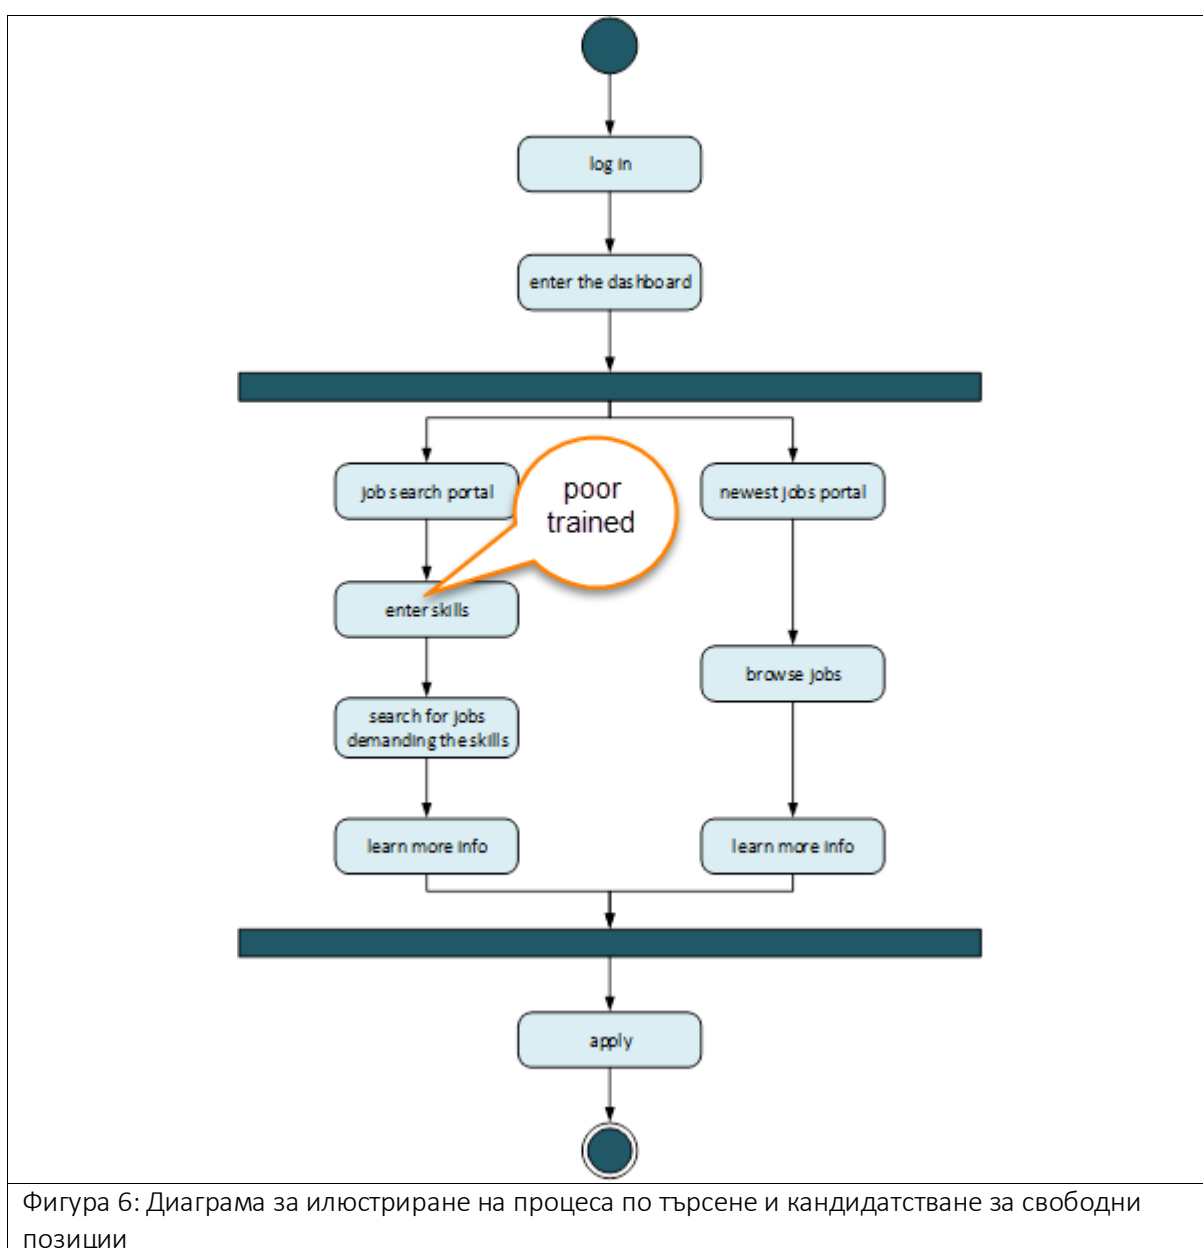 log in
enter the dashboard
job search portal
poor
trained
newest jobs portal
enter skills
browse jobs
search for jobs
demanding the skills
learn more info
learn more info
apply
Фигура 6: Диаграма за илюстриране на процеса по търсене и кандидатстване за свободни
позиции